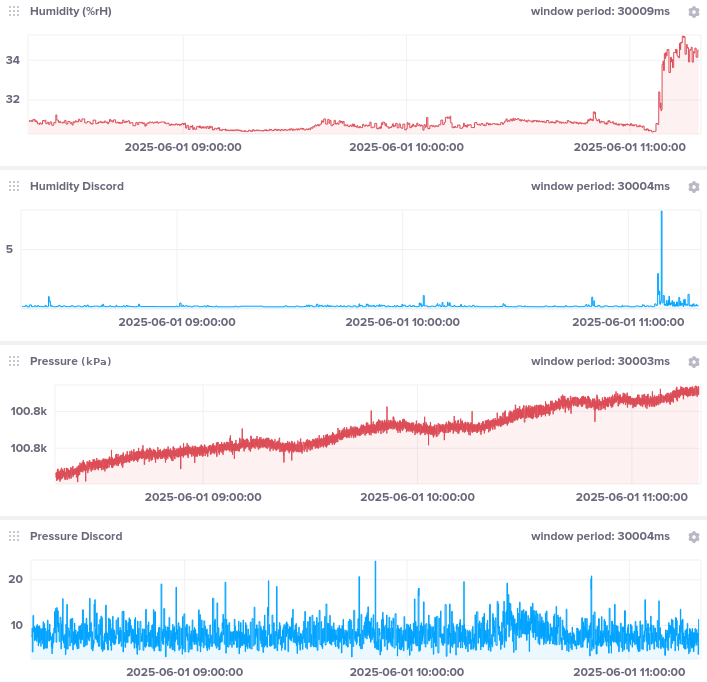 Humidity (%rH) window period: 30009ms
34
32
2025-06-01 09:00:00 2025-06-01 10:00:00 2025-06-01 11:00:00
Humidity Discord window period: 30004ms
5
2025-06-01 09:00:00 2025-06-01 10:00:00 2025-06-01 11:00:00
Pressure (kPa) window period: 30003ms
100.8k
100.8k
2025-06-01 09:00:00 2025-06-01 10:00:00 2025-06-01 11:00:00
Pressure Discord window period: 30004ms
20
10
2025-06-01 09:00:00 2025-06-01 10:00:00 2025-06-01 11:00:00